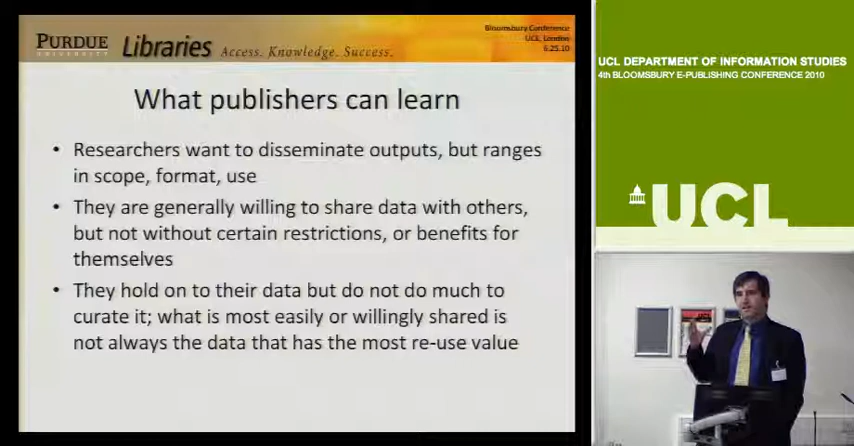 PURDUE
UNIVERSITY
Libraries Access. Knowledge. Success.
Bloomsbury Conference
UCL, London
6.25.10
What publishers can learn
• Researchers want to disseminate outputs, but ranges
in scope, format, use
• They are generally willing to share data with others,
but not without certain restrictions, or benefits for
themselves
• They hold on to their data but do not do much to
curate it; what is most easily or willingly shared is
not always the data that has the most re-use value
UCL DEPARTMENT OF INFORMATION STUDIES
4th BLOOMSBURY E-PUBLISHING CONFERENCE 2010
UCL